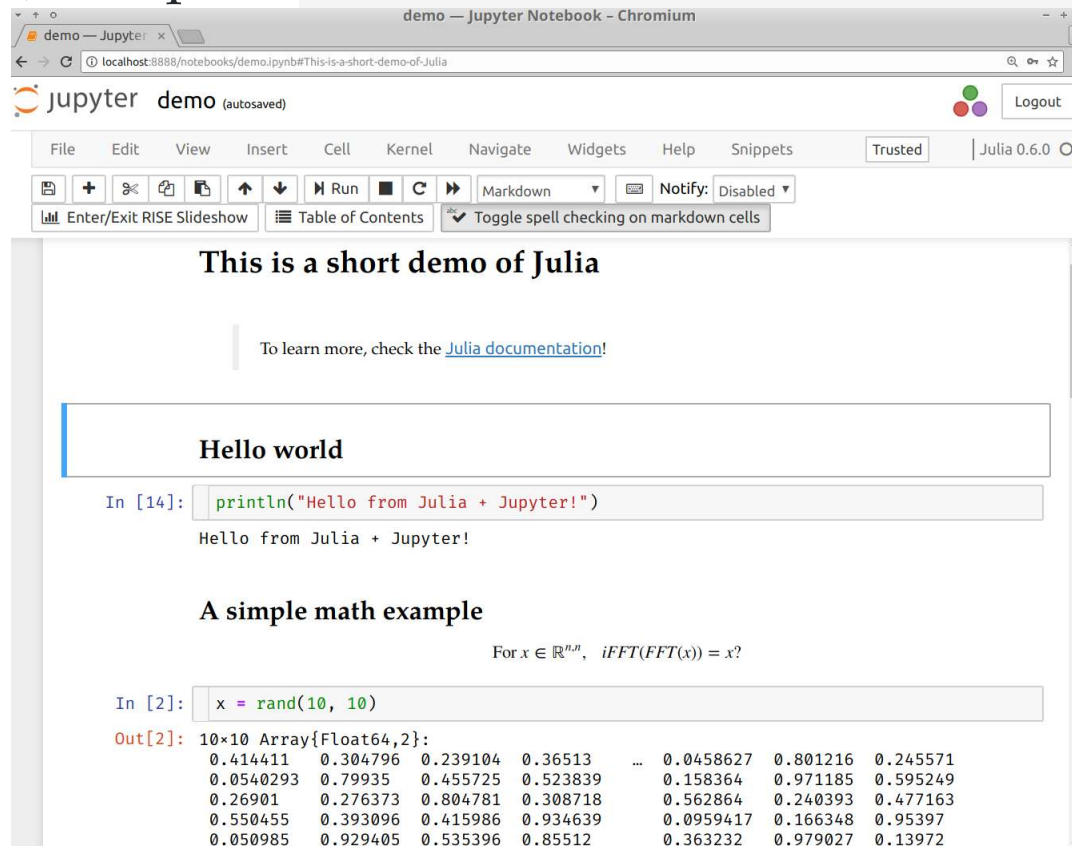 demo — Jupyter Notebook – Chromium
demo — Jupyter
localhost:8888/notebooks/demo.ipynb#This-is-a-short-demo-of-Julia
jupyter demo (autosaved)
Logout
File Edit View Insert Cell Kernel Navigate Widgets Help Snippets Trusted Julia 0.6.0
Run Markdown Notify: Disabled
Enter/Exit RISE Slideshow Table of Contents abc Toggle spell checking on markdown cells
This is a short demo of Julia
To learn more, check the Julia documentation!
Hello world
In [14]: println("Hello from Julia + Jupyter!")
Hello from Julia + Jupyter!
A simple math example
For x ∈ ℝⁿ˒ⁿ, iFFT(FFT(x)) = x?
In [2]: x = rand(10, 10)
Out[2]: 10×10 Array{Float64,2}:
0.414411 0.304796 0.239104 0.36513 … 0.0458627 0.801216 0.245571
0.0540293 0.79935 0.455725 0.523839 0.158364 0.971185 0.595249
0.26901 0.276373 0.804781 0.308718 0.562864 0.240393 0.477163
0.550455 0.393096 0.415986 0.934639 0.0959417 0.166348 0.95397
0.050985 0.929405 0.535396 0.85512 0.363232 0.979027 0.13972